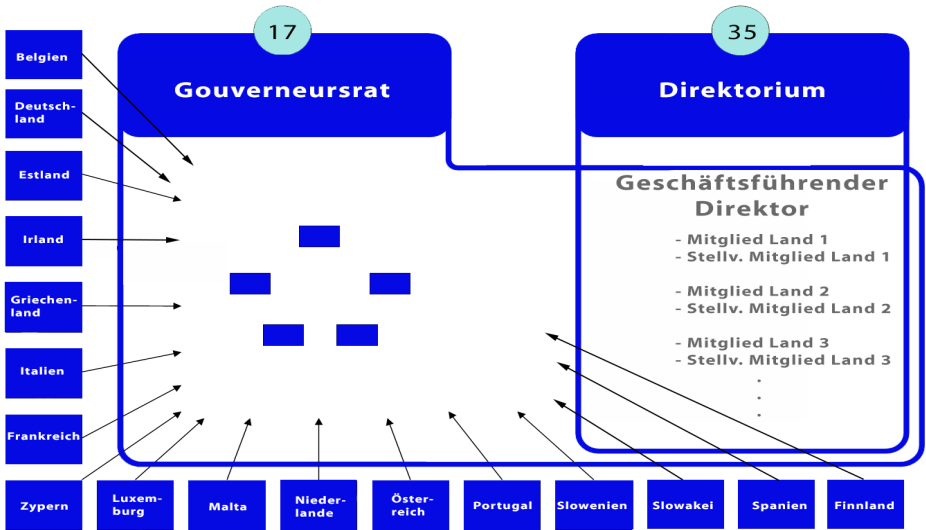 17
35
Gouverneursrat
Direktorium
Belgien
Deutsch-
land
Estland
Irland
Griechen-
land
Italien
Frankreich
Geschäftsführender
Direktor
- Mitglied Land 1
- Stellv. Mitglied Land 1
- Mitglied Land 2
- Stellv. Mitglied Land 2
- Mitglied Land 3
- Stellv. Mitglied Land 3
.
.
.
Zypern
Luxem-
burg
Malta
Nieder-
lande
Öster-
reich
Portugal
Slowenien
Slowakei
Spanien
Finnland